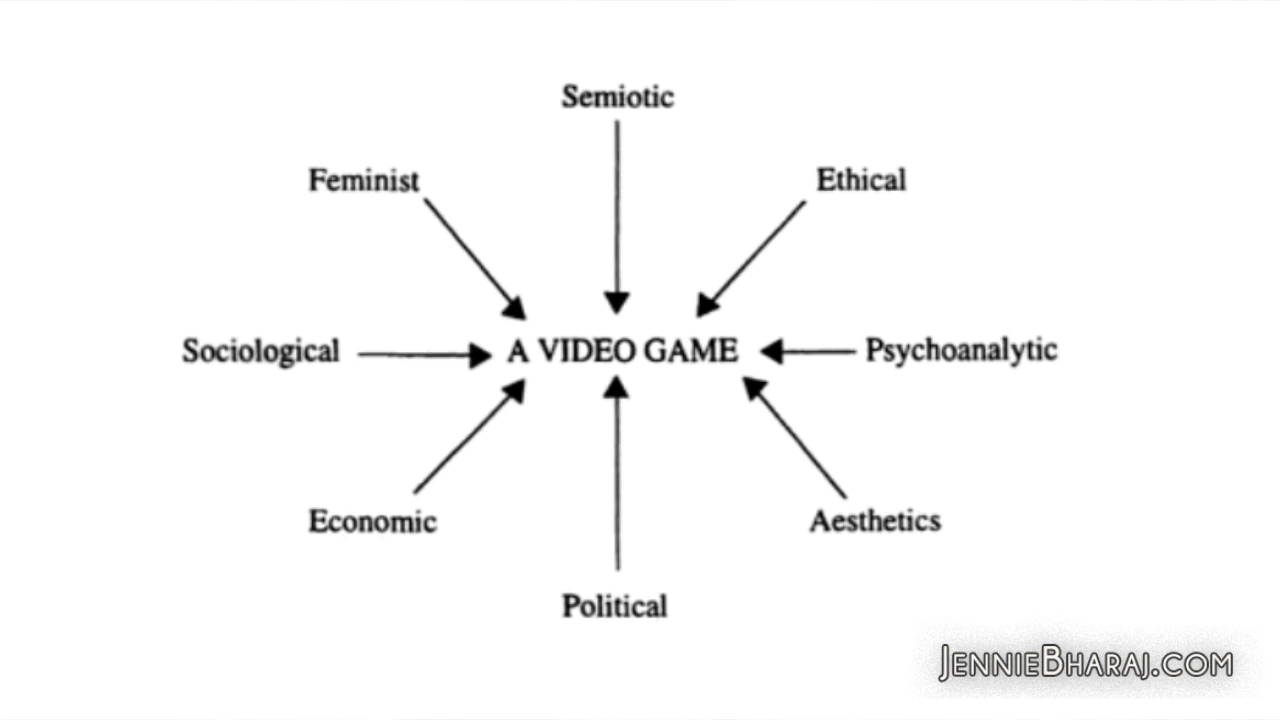 Semiotic
Feminist
Ethical
Sociological
A VIDEO GAME
Psychoanalytic
Economic
Aesthetics
Political
JENNIEBHARAJ.COM